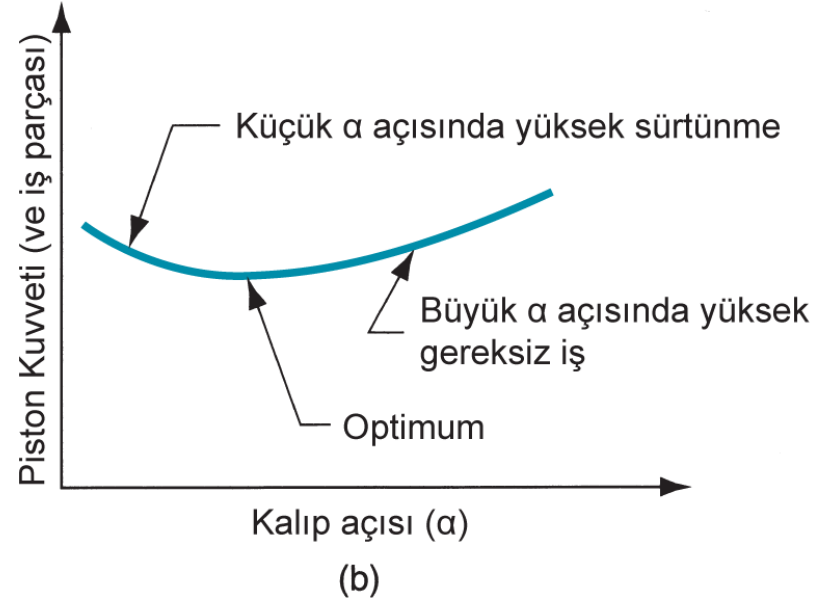 Piston Kuvveti (ve iş parçası)
Küçük α açısında yüksek sürtünme
Büyük α açısında yüksek
gereksiz iş
Optimum
Kalıp açısı (α)
(b)